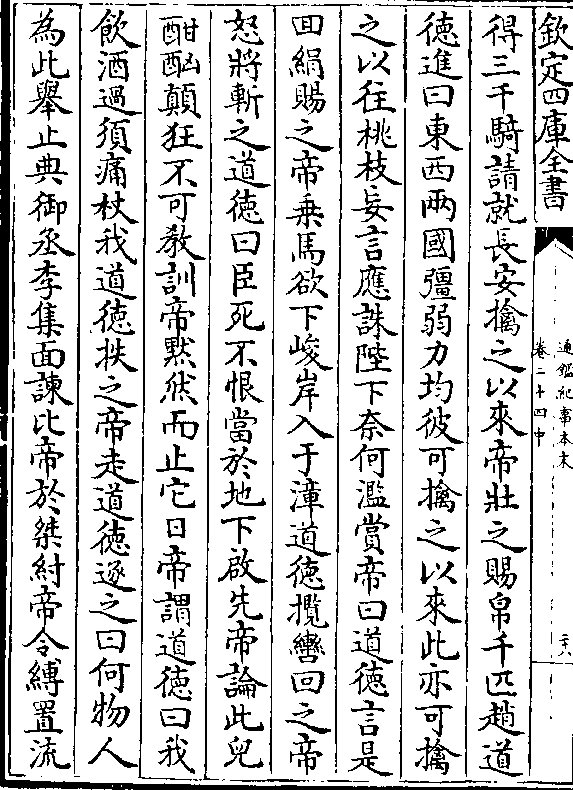 欽定四庫全書
通鑑紀事本末
卷二十四中
二十八
得三千騎請就長安擒之以來帝壯之賜帛千匹趙道
德進曰東西兩國彊弱力均彼可擒之以來此亦可擒
之以往桃枝妄言應誅陛下奈何濫賞帝曰道德言是
回絹賜之帝乗馬欲下峻岸入于漳道德攬轡回之帝
怒將斬之道德曰臣死不恨當於地下啟先帝論此兒
酣酗顛狂不可教訓帝黙然而止它日帝謂道德曰我
飲酒過須痛杖我道德抶之帝走道德逐之曰何物人
為此舉止典御丞李集面諫比帝於桀紂帝令縛置流